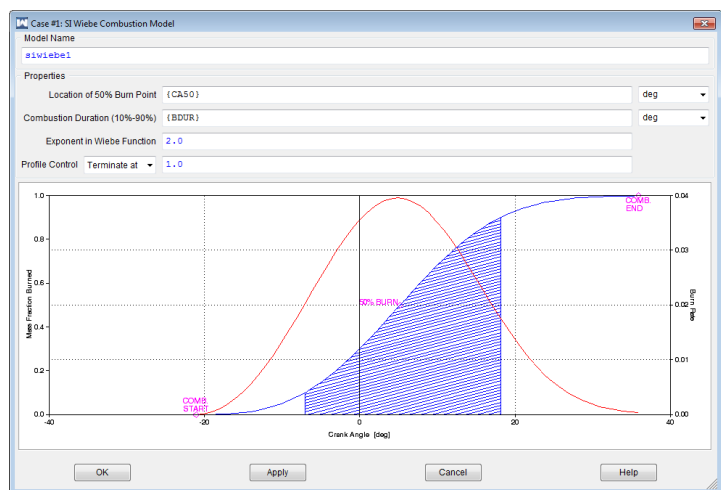 Case #1: SI Wiebe Combustion Model
Model Name
siwiebe1
Properties
Location of 50% Burn Point {CA50} deg
Combustion Duration (10%-90%) {BDUR} deg
Exponent in Wiebe Function 2.0
Profile Control Terminate at 1.0
1.0 0.04
COMB.
END
0.8
0.03
Mass Fraction Burned
0.6
50% BURN 0.02
Burn Rate
0.4
0.01
0.2
COMB.
START
0.0 0.00
-40 -20 0 20 40
Crank Angle [deg]
OK Apply Cancel Help